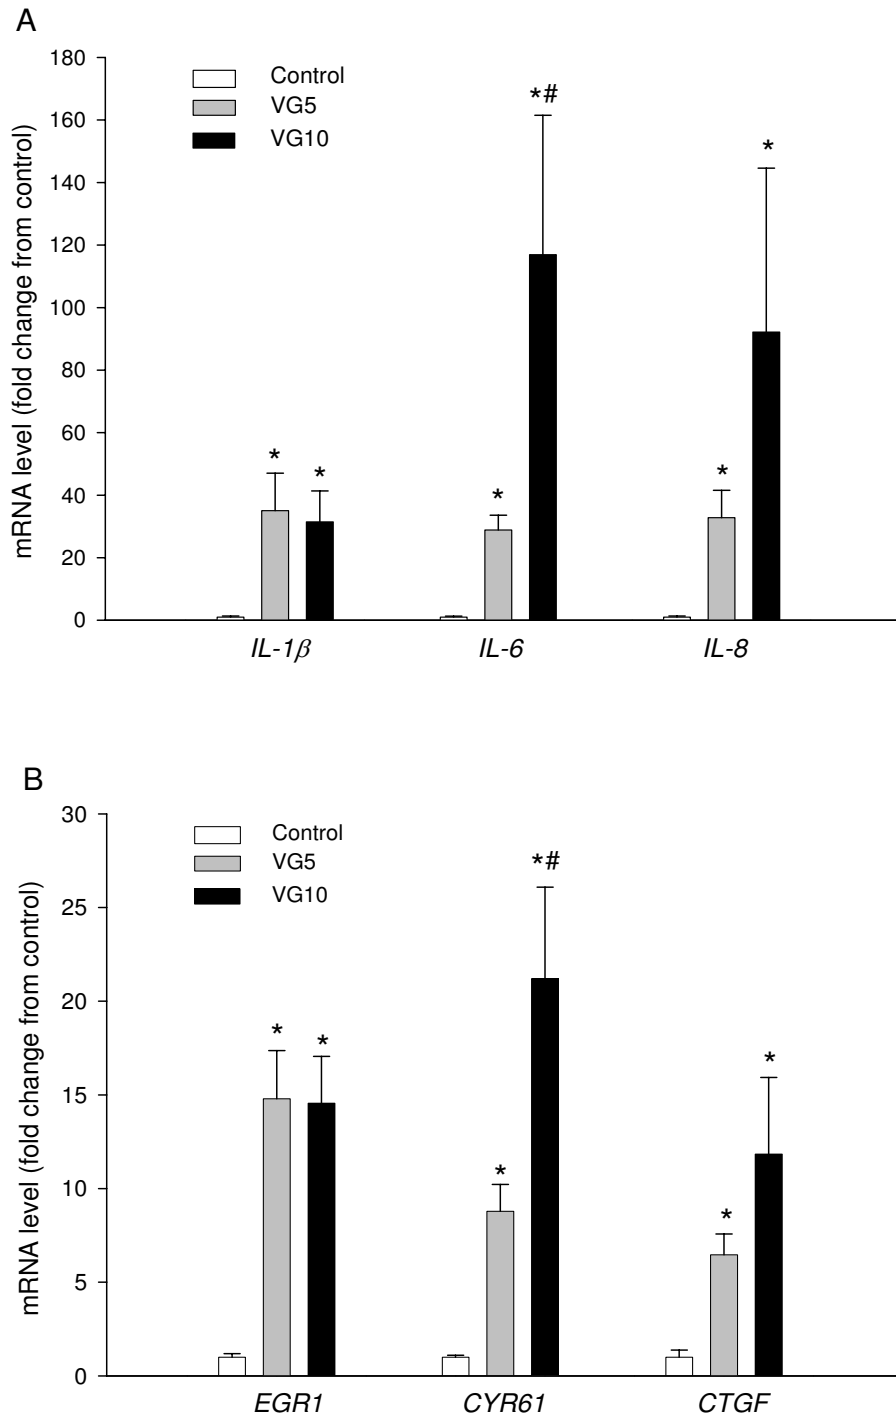 A
mRNA level (fold change from control)
180
160
140
120
100
80
60
40
20
0
Control
VG5
VG10
*
*
*
*#
*
*
IL-1β
IL-6
IL-8
B
mRNA level (fold change from control)
30
25
20
15
10
5
0
Control
VG5
VG10
*
*
*
*#
*
*
EGR1
CYR61
CTGF